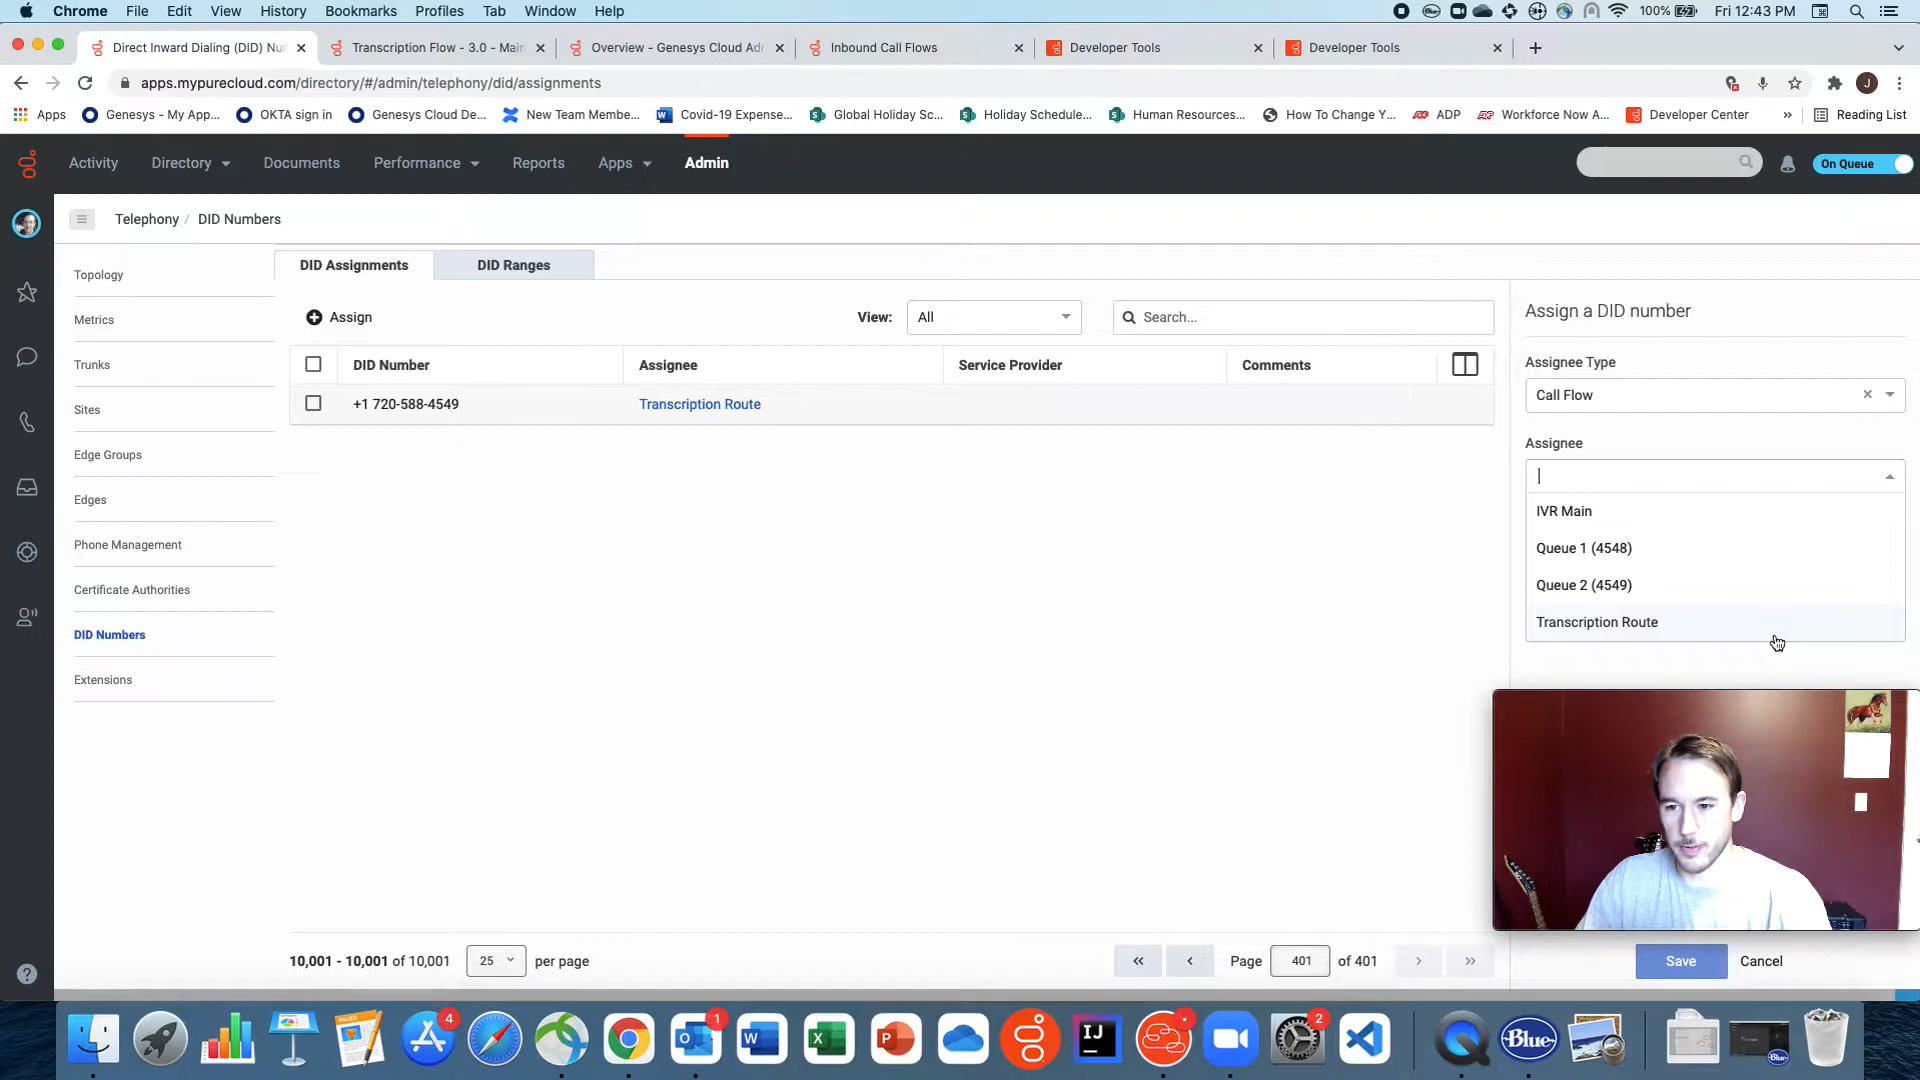 Chrome File Edit View History Bookmarks Profiles Tab Window Help 100% Fri 12:43 PM
Direct Inward Dialing (DID) Nu Transcription Flow - 3.0 - Mai Overview - Genesys Cloud Ad Inbound Call Flows Developer Tools Developer Tools
apps.mypurecloud.com/directory/#/admin/telephony/did/assignments J
Apps Genesys - My App... OKTA sign in Genesys Cloud De... New Team Membe... Covid-19 Expense... Global Holiday Sc... Holiday Schedule... Human Resources... How To Change Y... ADP Workforce Now A... Developer Center » Reading List
Activity Directory Documents Performance Reports Apps Admin On Queue
Telephony / DID Numbers
Topology
Metrics
Trunks
Sites
Edge Groups
Edges
Phone Management
Certificate Authorities
DID Numbers
Extensions
DID Assignments DID Ranges
Assign View: All Search...
DID Number Assignee Service Provider Comments
+1 720-588-4549 Transcription Route
10,001 - 10,001 of 10,001 25 per page Page 401 of 401
Assign a DID number
Assignee Type
Call Flow
Assignee
IVR Main
Queue 1 (4548)
Queue 2 (4549)
Transcription Route
Save Cancel
PAGES 4 1 W X P IJ 2 Blue